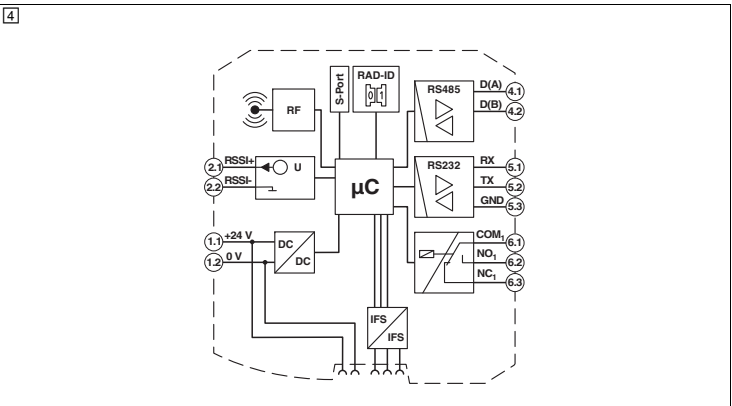 4
RF
S-Port
RAD-ID
0 1
RS485
D(A) 4.1
D(B) 4.2
2.1 RSSI+
2.2 RSSI-
U
µC
RS232
RX 5.1
TX 5.2
GND 5.3
1.1 +24 V
1.2 0 V
DC
DC
COM1 6.1
NO1 6.2
NC1 6.3
IFS
IFS